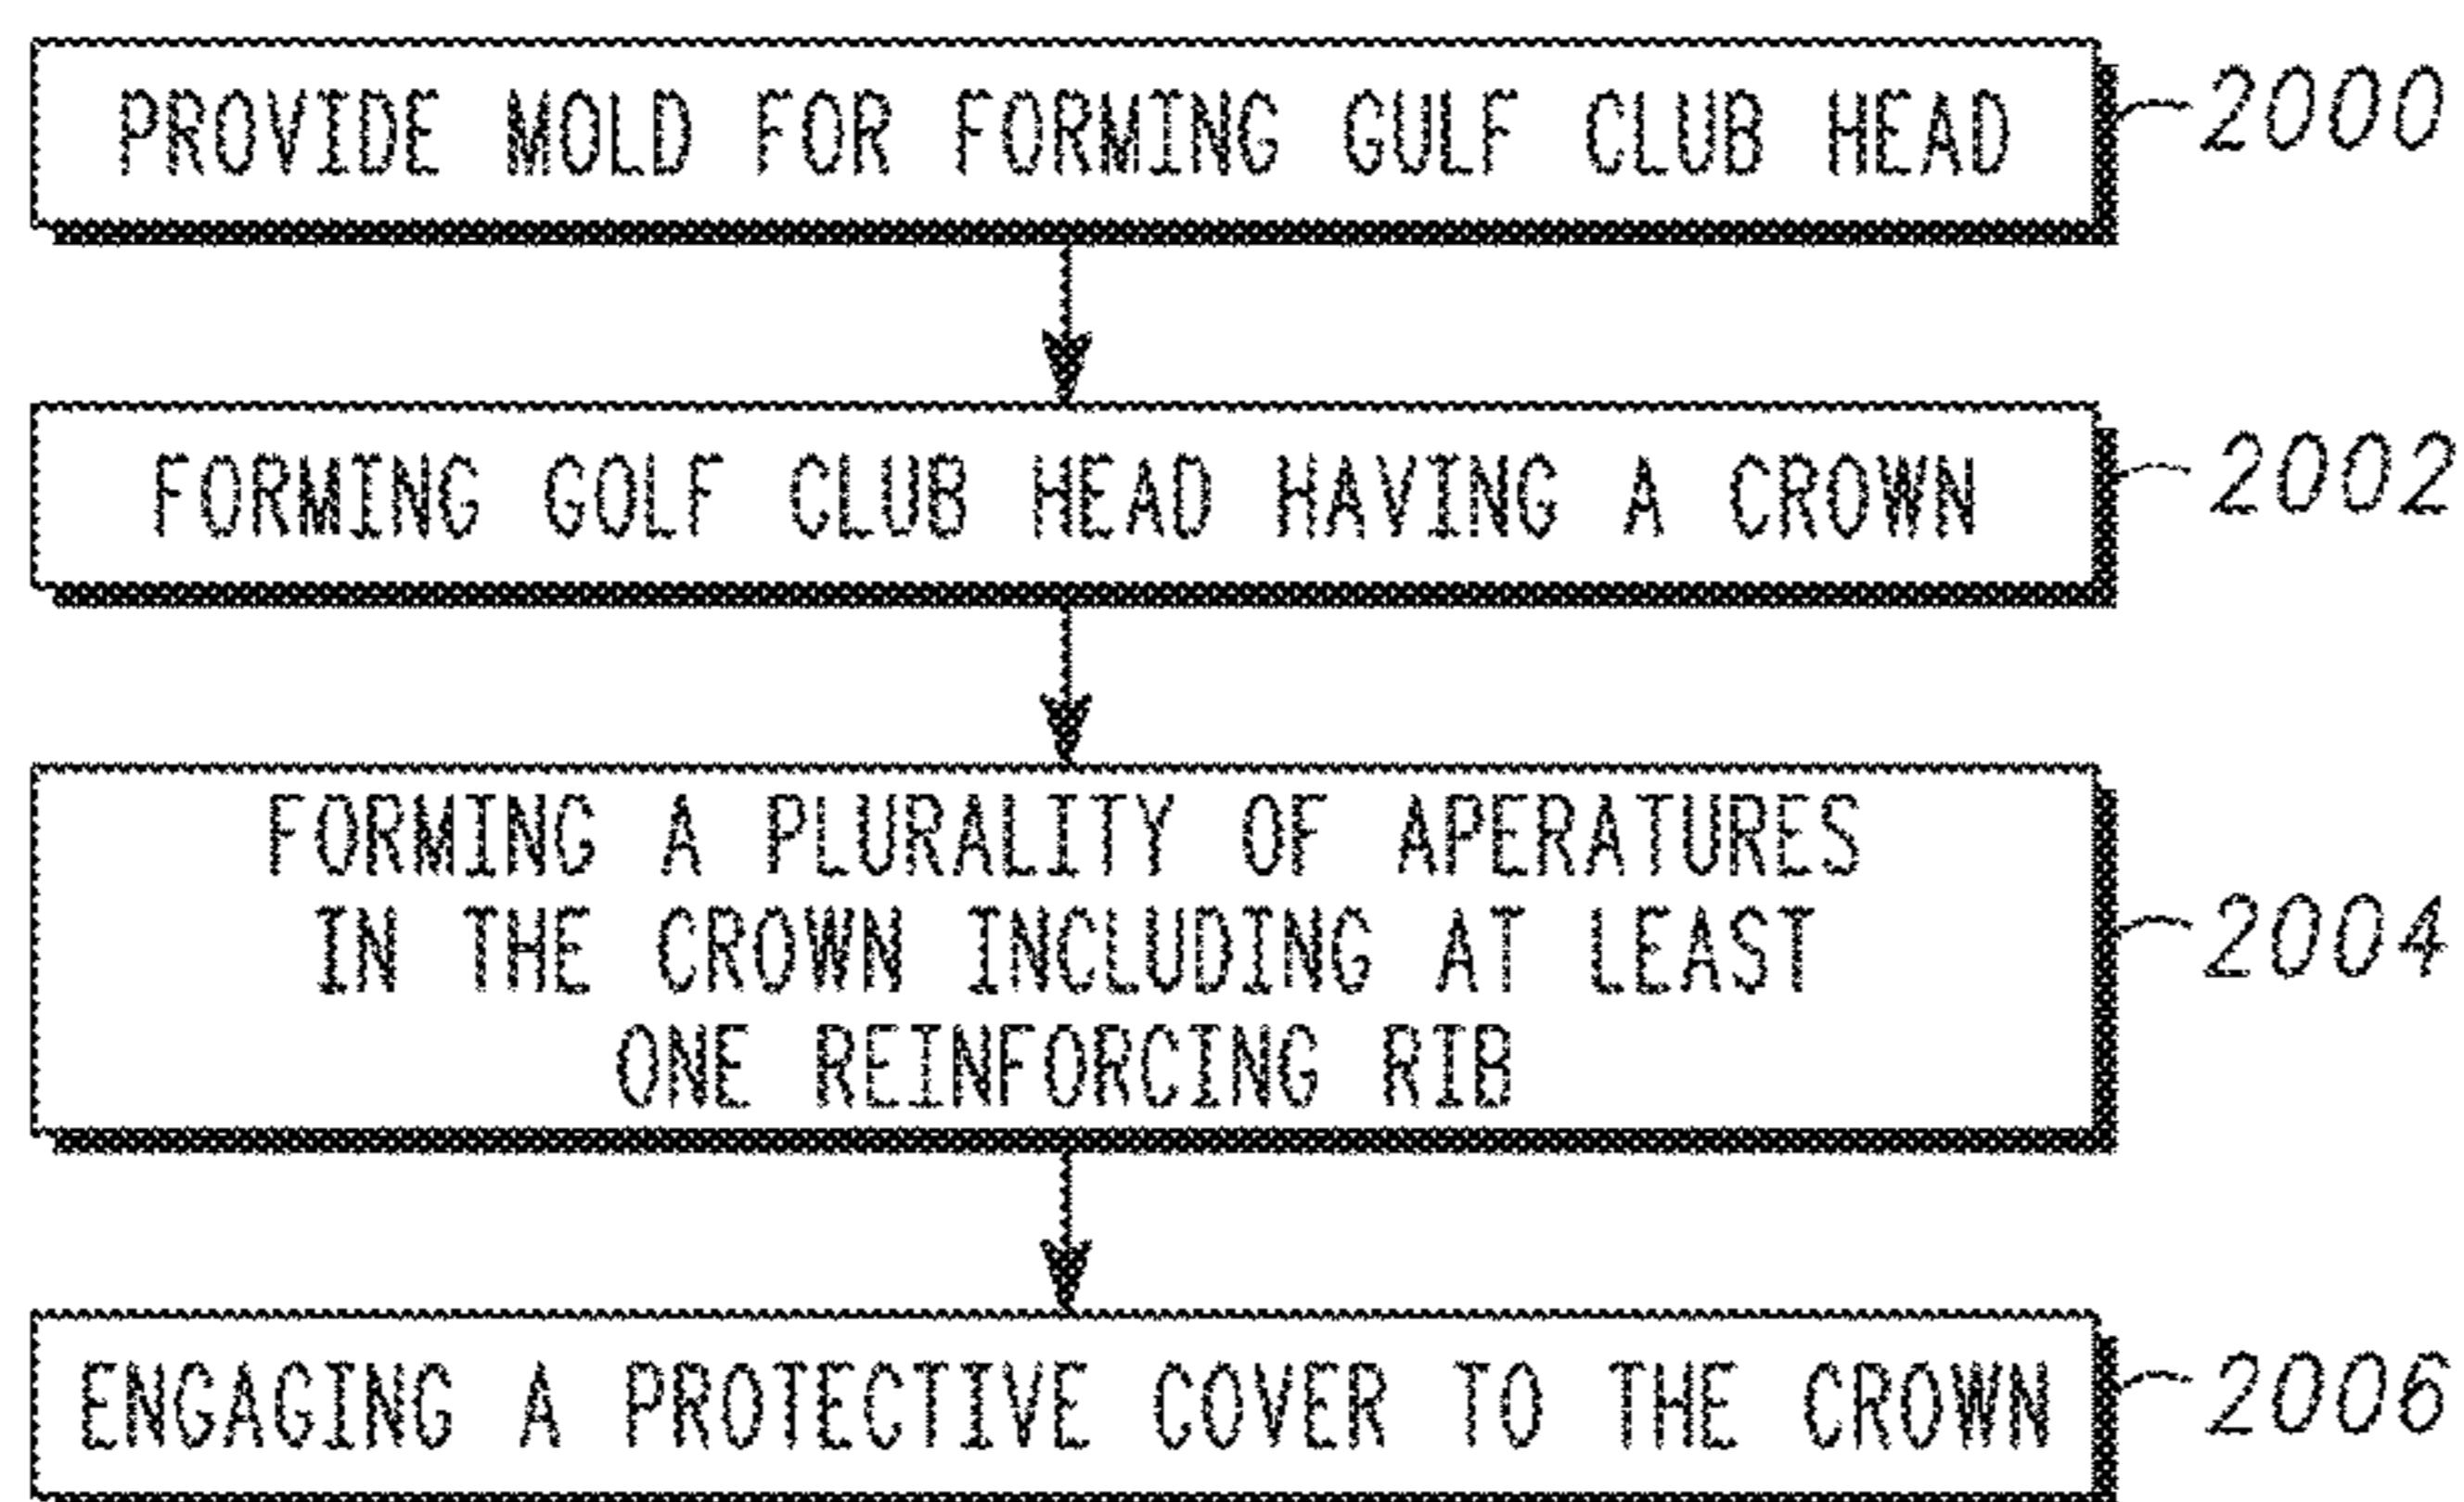 PROVIDE MOLD FOR FORMING GULF CLUB HEAD 2000
FORMING GOLF CLUB HEAD HAVING A CROWN 2002
FORMING A PLURALITY OF APERATURES
IN THE CROWN INCLUDING AT LEAST 2004
ONE REINFORCING RIB
ENGAGING A PROTECTIVE COVER TO THE CROWN 2006